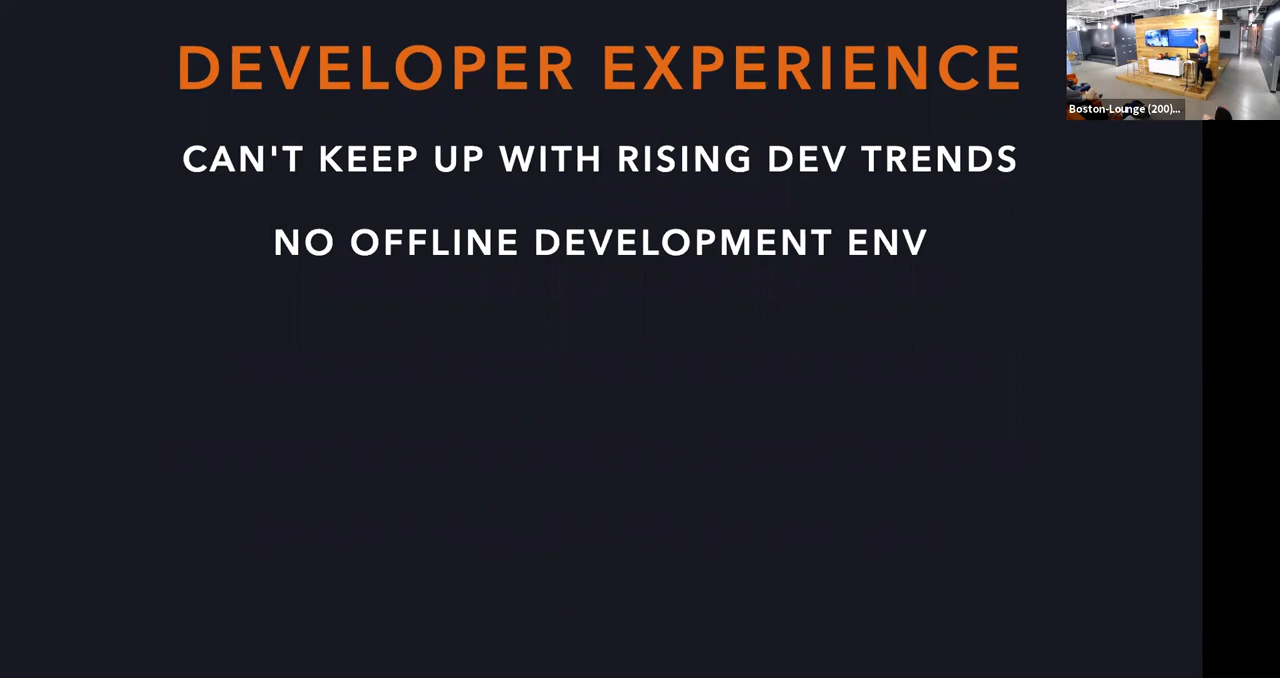 DEVELOPER EXPERIENCE
CAN'T KEEP UP WITH RISING DEV TRENDS
NO OFFLINE DEVELOPMENT ENV
Boston-Lounge (200)...